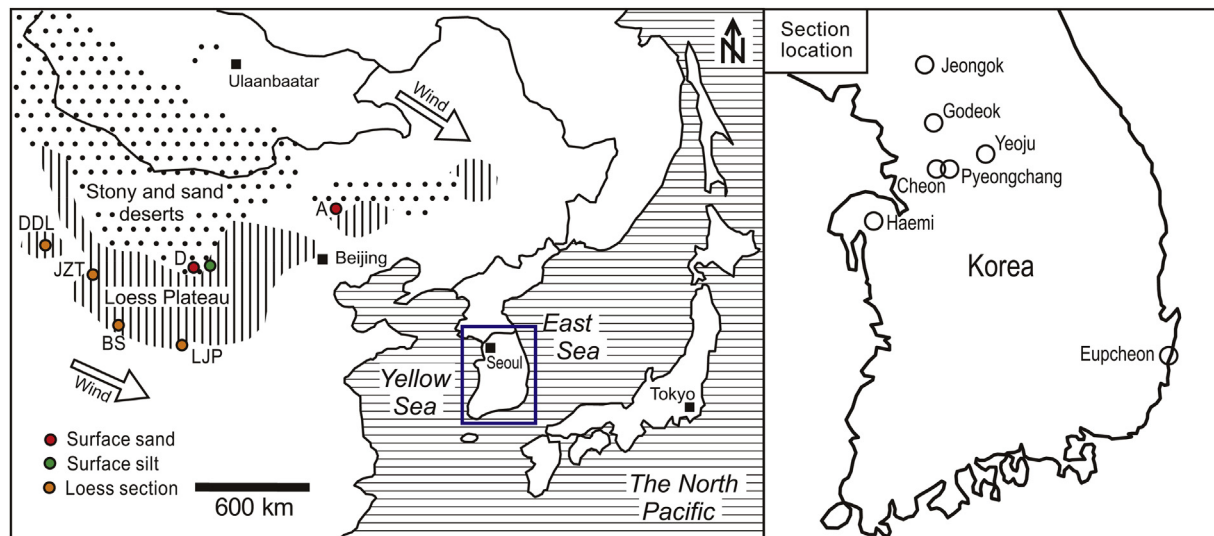 N
Ulaanbaatar
Wind
Stony and sand
deserts
A
DDL
D
Beijing
JZT
Loess Plateau
BS
LJP
Wind
East
Sea
Seoul
Yellow
Sea
Tokyo
Surface sand
Surface silt
Loess section
600 km
The North
Pacific
Section
location
Jeongok
Godeok
Yeoju
Cheon
Pyeongchang
Haemi
Korea
Eupcheon